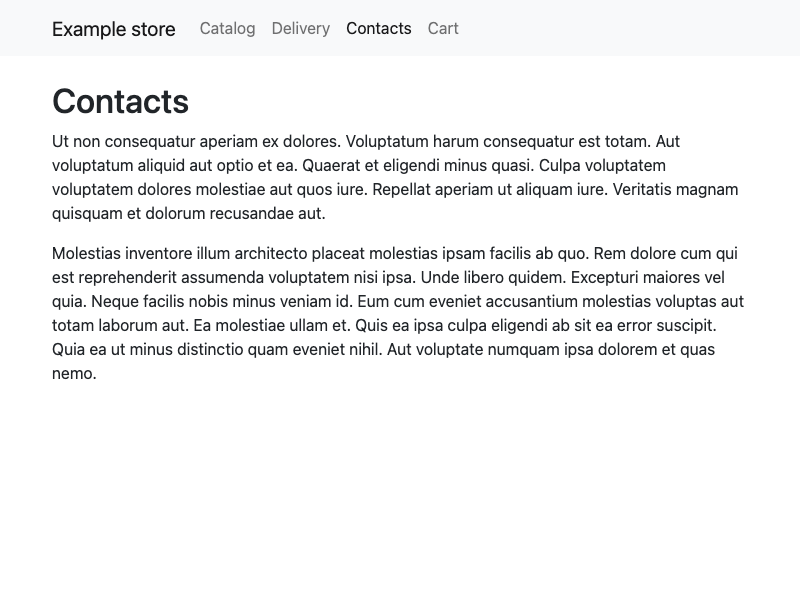 Example store Catalog Delivery Contacts Cart
Contacts
Ut non consequatur aperiam ex dolores. Voluptatum harum consequatur est totam. Aut
voluptatum aliquid aut optio et ea. Quaerat et eligendi minus quasi. Culpa voluptatem
voluptatem dolores molestiae aut quos iure. Repellat aperiam ut aliquam iure. Veritatis magnam
quisquam et dolorum recusandae aut.
Molestias inventore illum architecto placeat molestias ipsam facilis ab quo. Rem dolore cum qui
est reprehenderit assumenda voluptatem nisi ipsa. Unde libero quidem. Excepturi maiores vel
quia. Neque facilis nobis minus veniam id. Eum cum eveniet accusantium molestias voluptas aut
totam laborum aut. Ea molestiae ullam et. Quis ea ipsa culpa eligendi ab sit ea error suscipit.
Quia ea ut minus distinctio quam eveniet nihil. Aut voluptate numquam ipsa dolorem et quas
nemo.